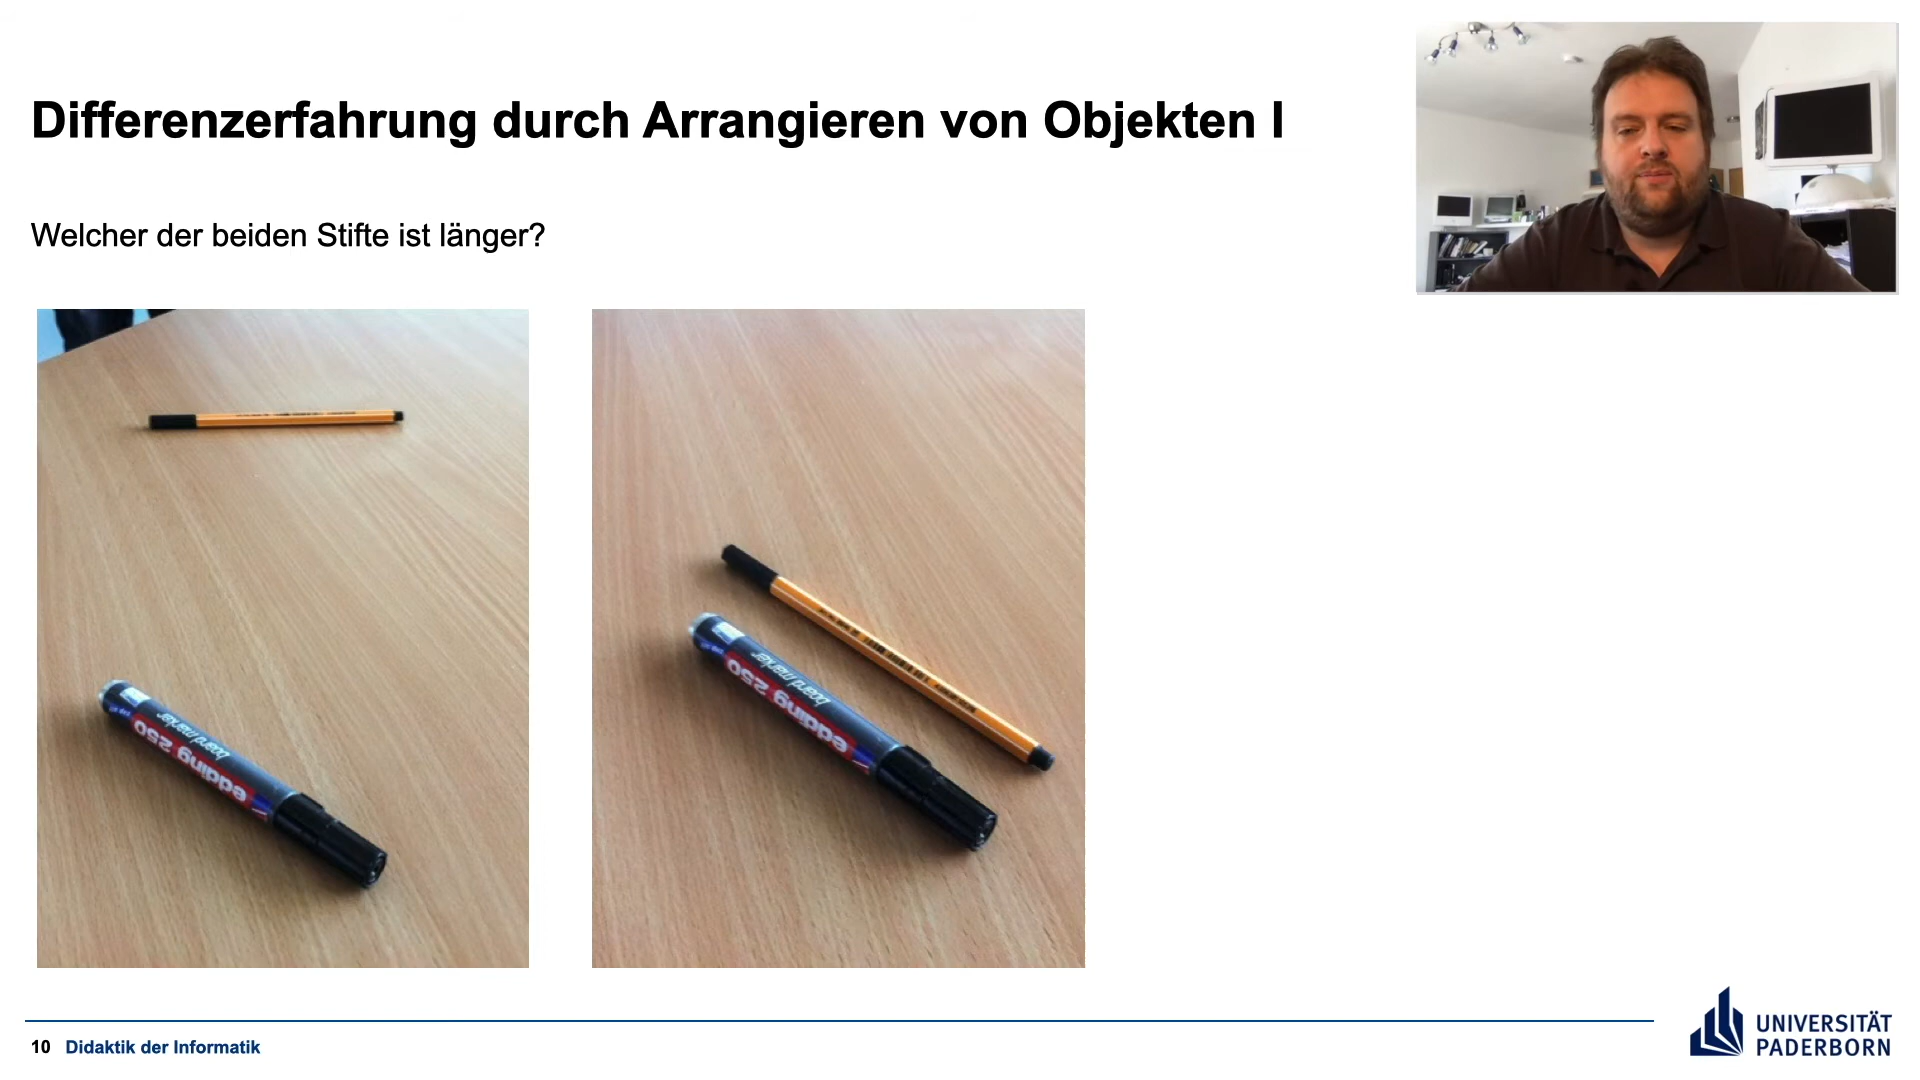 Differenzerfahrung durch Arrangieren von Objekten I
Welcher der beiden Stifte ist länger?
board marker
edding 250
board marker
edding 250
10 Didaktik der Informatik
UNIVERSITÄT
PADERBORN